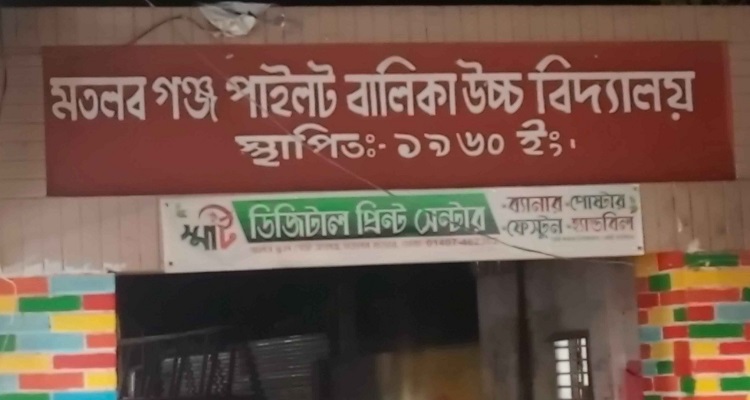 মতলব গঞ্জ পাইলট বালিকা উচ্চ বিদ্যালয়
স্থাপিতঃ- ১৯৬০ ইং।
স্মার্ট ডিজিটাল প্রিন্ট সেন্টার
-ব্যানার -পোষ্টার
-ফেস্টুন -হ্যান্ডবিল